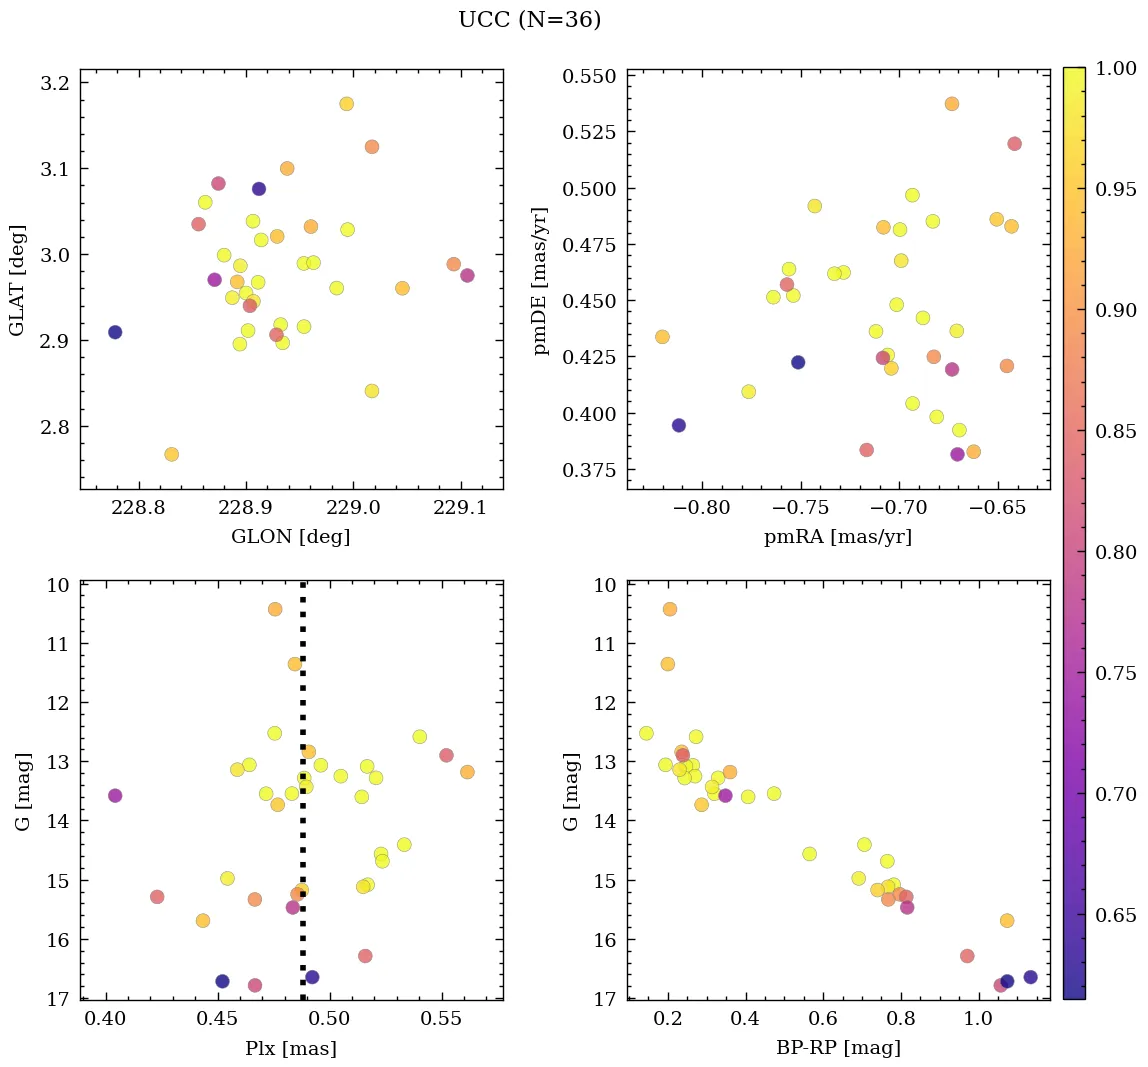 UCC (N=36)
3.2
3.1
3.0
2.9
2.8
GLAT [deg]
228.8 228.9 229.0 229.1
GLON [deg]
0.550
0.525
0.500
0.475
0.450
0.425
0.400
0.375
pmDE [mas/yr]
−0.80 −0.75 −0.70 −0.65
pmRA [mas/yr]
1.00
0.95
0.90
0.85
0.80
0.75
0.70
0.65
10
11
12
13
14
15
16
17
G [mag]
0.40 0.45 0.50 0.55
Plx [mas]
10
11
12
13
14
15
16
17
G [mag]
0.2 0.4 0.6 0.8 1.0
BP-RP [mag]